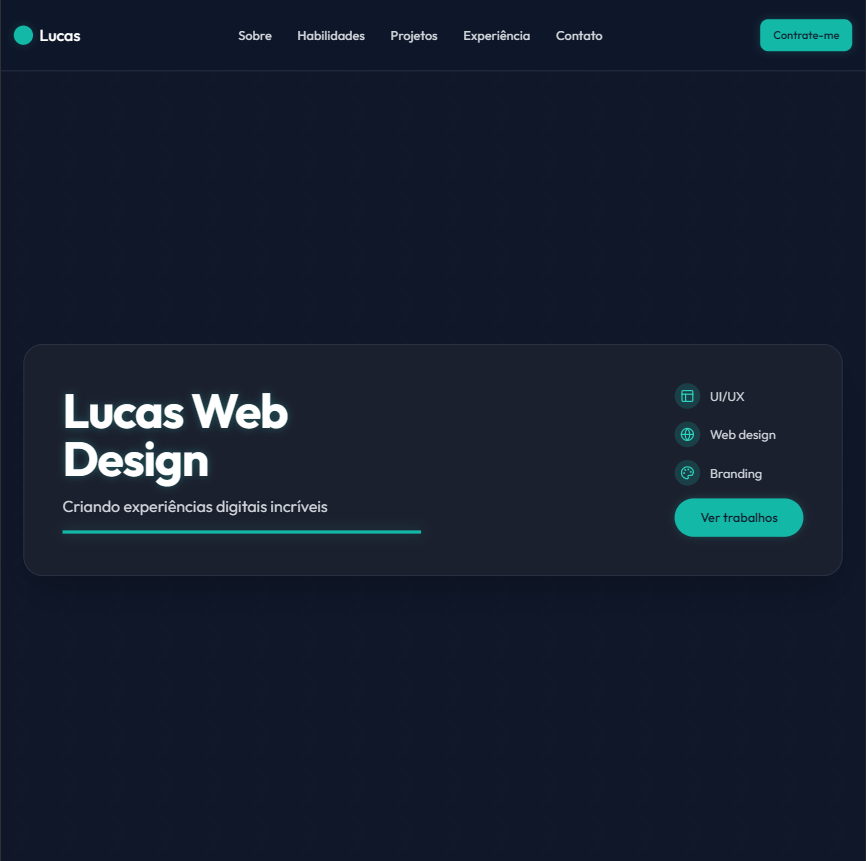 Lucas
Sobre
Habilidades
Projetos
Experiência
Contato
Contrate-me
Lucas Web
Design
Criando experiências digitais incríveis
UI/UX
Web design
Branding
Ver trabalhos